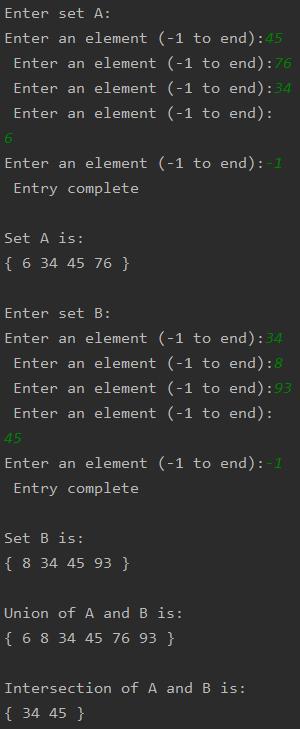 Enter set A:
Enter an element (-1 to end):45
Enter an element (-1 to end):76
Enter an element (-1 to end):34
Enter an element (-1 to end):
6
Enter an element (-1 to end):-1
Entry complete
Set A is:
{ 6 34 45 76 }
Enter set B:
Enter an element (-1 to end):34
Enter an element (-1 to end):8
Enter an element (-1 to end):93
Enter an element (-1 to end):
45
Enter an element (-1 to end):-1
Entry complete
Set B is:
{ 8 34 45 93 }
Union of A and B is:
{ 6 8 34 45 76 93 }
Intersection of A and B is:
{ 34 45 }